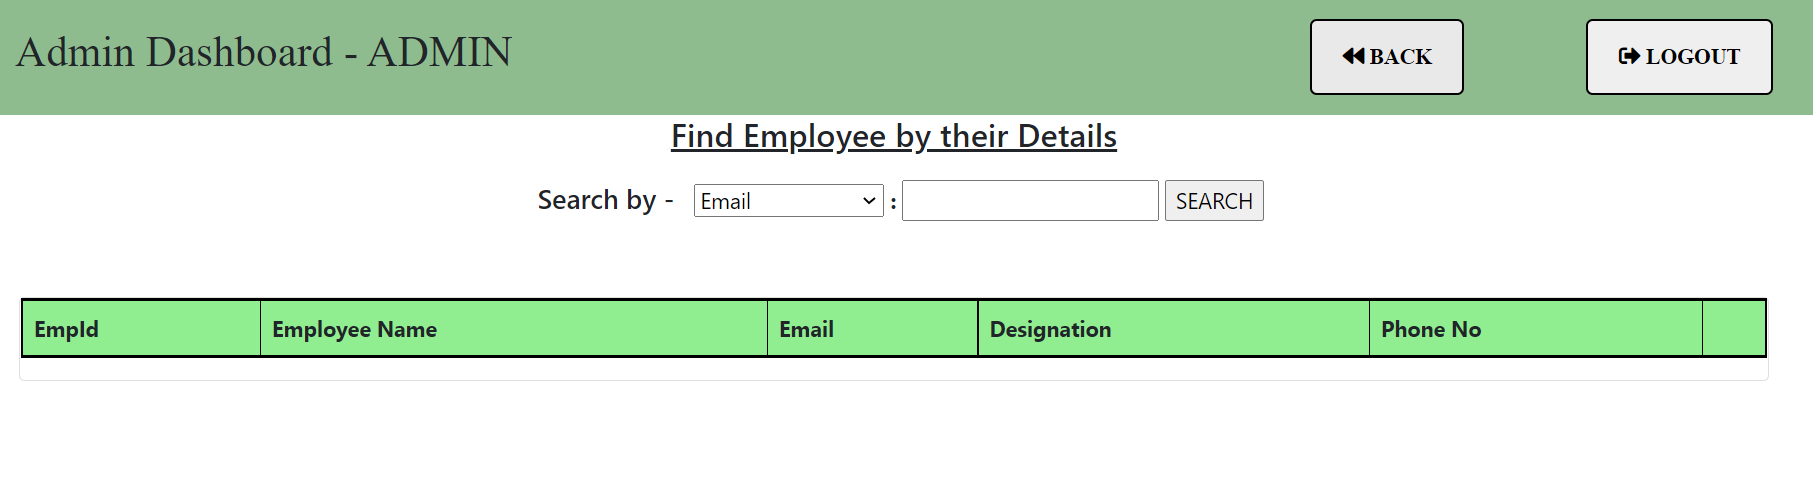 Admin Dashboard - ADMIN BACK LOGOUT
Find Employee by their Details
Search by - Email : SEARCH
EmpId Employee Name Email Designation Phone No